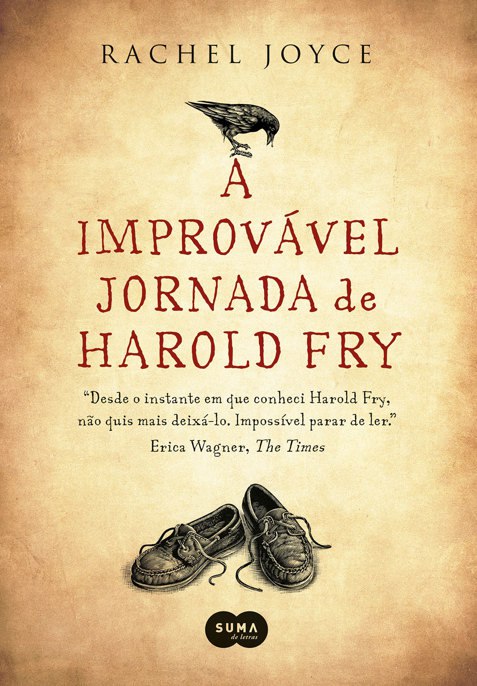 RACHEL JOYCE
A
IMPROVÁVEL
JORNADA de
HAROLD FRY
“Desde o instante em que conheci Harold Fry,
não quis mais deixá-lo. Impossível parar de ler.”
Erica Wagner, The Times
SUMA
de letras